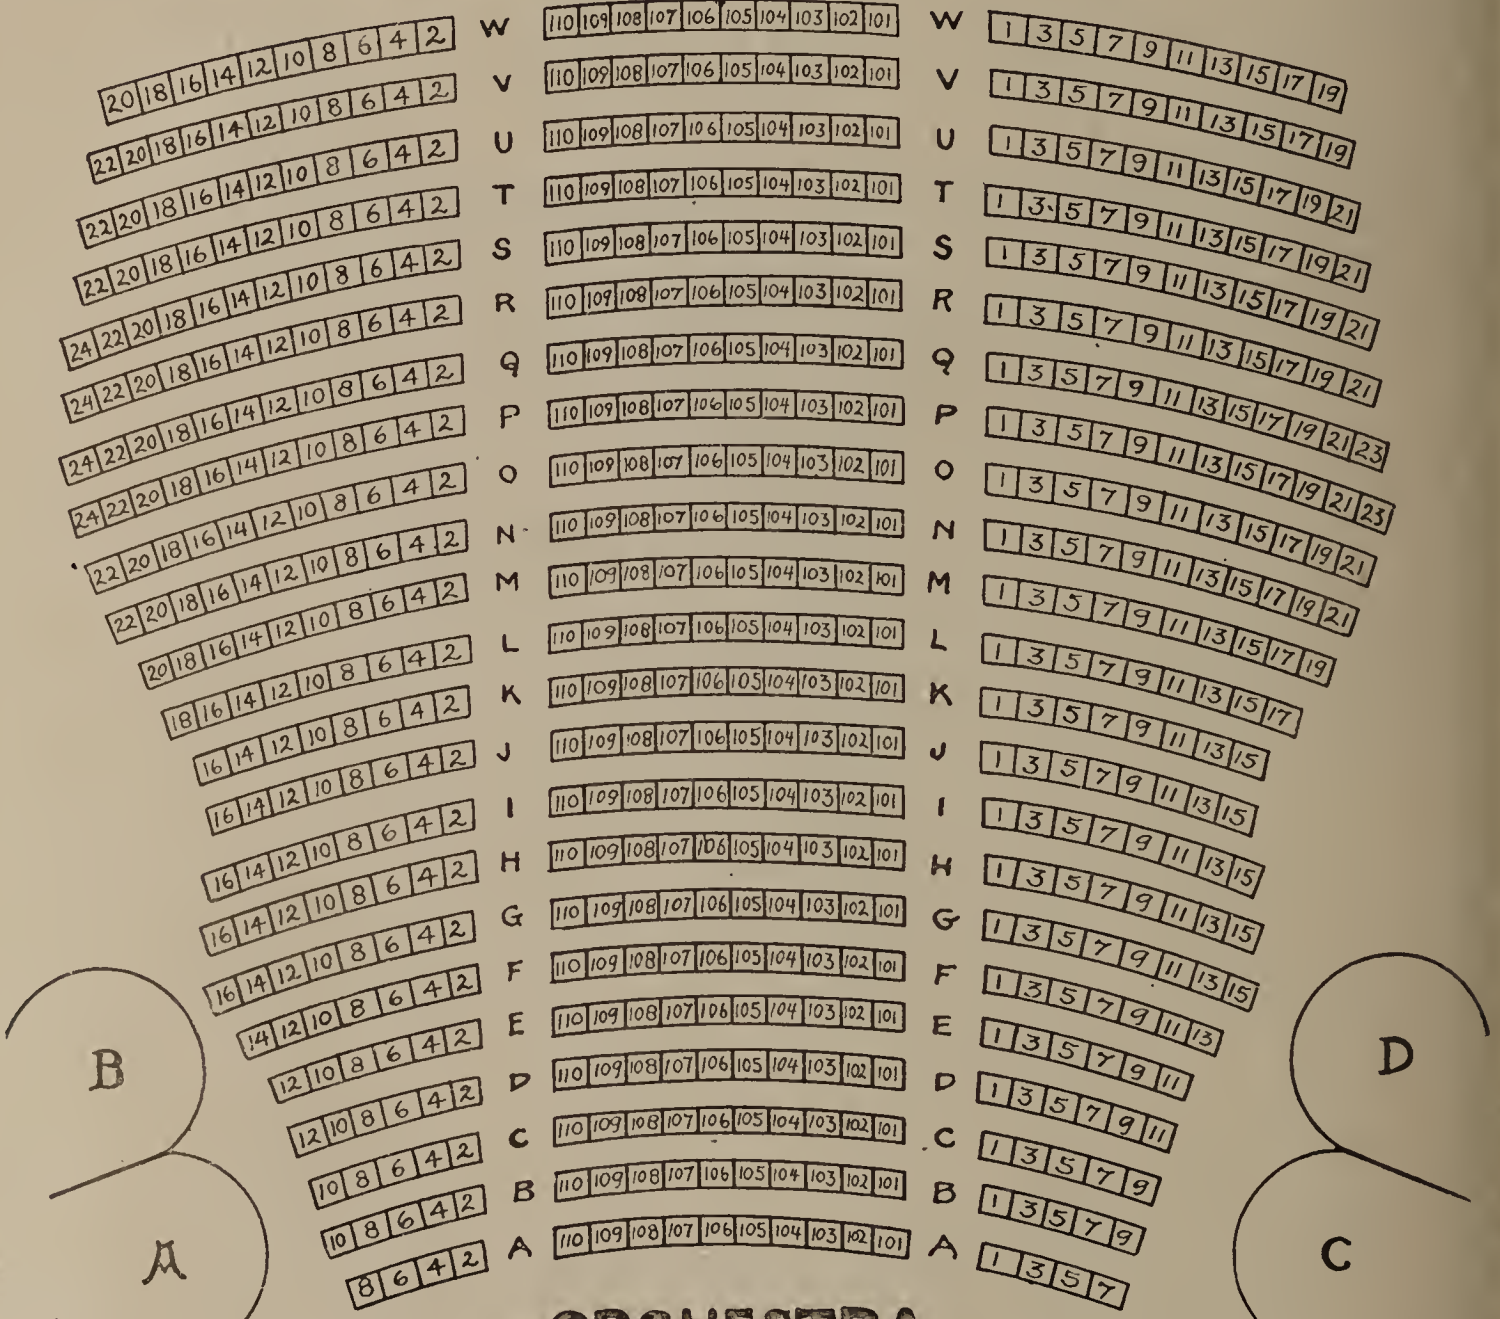 20 18 16 14 12 10 8 6 4 2 W 110 109 108 107 106 105 104 103 102 101 W 1 3 5 7 9 11 13 15 17 19
22 20 18 16 14 12 10 8 6 4 2 V 110 109 108 107 106 105 104 103 102 101 V 1 3 5 7 9 11 13 15 17 19
22 20 18 16 14 12 10 8 6 4 2 U 110 109 108 107 106 105 104 103 102 101 U 1 3 5 7 9 11 13 15 17 19 21
22 20 18 16 14 12 10 8 6 4 2 T 110 109 108 107 106 105 104 103 102 101 T 1 3 5 7 9 11 13 15 17 19 21
24 22 20 18 16 14 12 10 8 6 4 2 S 110 109 108 107 106 105 104 103 102 101 S 1 3 5 7 9 11 13 15 17 19 21
24 22 20 18 16 14 12 10 8 6 4 2 R 110 109 108 107 106 105 104 103 102 101 R 1 3 5 7 9 11 13 15 17 19 21
24 22 20 18 16 14 12 10 8 6 4 2 Q 110 109 108 107 106 105 104 103 102 101 Q 1 3 5 7 9 11 13 15 17 19 21 23
24 22 20 18 16 14 12 10 8 6 4 2 P 110 109 108 107 106 105 104 103 102 101 P 1 3 5 7 9 11 13 15 17 19 21 23
22 20 18 16 14 12 10 8 6 4 2 O 110 109 108 107 106 105 104 103 102 101 O 1 3 5 7 9 11 13 15 17 19 21
22 20 18 16 14 12 10 8 6 4 2 N 110 109 108 107 106 105 104 103 102 101 N 1 3 5 7 9 11 13 15 17 19 21
20 18 16 14 12 10 8 6 4 2 M 110 109 108 107 106 105 104 103 102 101 M 1 3 5 7 9 11 13 15 17 19
18 16 14 12 10 8 6 4 2 L 110 109 108 107 106 105 104 103 102 101 L 1 3 5 7 9 11 13 15 17
16 14 12 10 8 6 4 2 K 110 109 108 107 106 105 104 103 102 101 K 1 3 5 7 9 11 13 15
16 14 12 10 8 6 4 2 J 110 109 108 107 106 105 104 103 102 101 J 1 3 5 7 9 11 13 15
16 14 12 10 8 6 4 2 I 110 109 108 107 106 105 104 103 102 101 I 1 3 5 7 9 11 13 15
16 14 12 10 8 6 4 2 H 110 109 108 107 106 105 104 103 102 101 H 1 3 5 7 9 11 13 15
16 14 12 10 8 6 4 2 G 110 109 108 107 106 105 104 103 102 101 G 1 3 5 7 9 11 13 15
14 12 10 8 6 4 2 F 110 109 108 107 106 105 104 103 102 101 F 1 3 5 7 9 11 13
12 10 8 6 4 2 E 110 109 108 107 106 105 104 103 102 101 E 1 3 5 7 9 11
12 10 8 6 4 2 D 110 109 108 107 106 105 104 103 102 101 D 1 3 5 7 9 11
10 8 6 4 2 C 110 109 108 107 106 105 104 103 102 101 C 1 3 5 7 9
10 8 6 4 2 B 110 109 108 107 106 105 104 103 102 101 B 1 3 5 7 9
8 6 4 2 A 110 109 108 107 106 105 104 103 102 101 A 1 3 5 7
B
D
A
C
ORCHESTRA